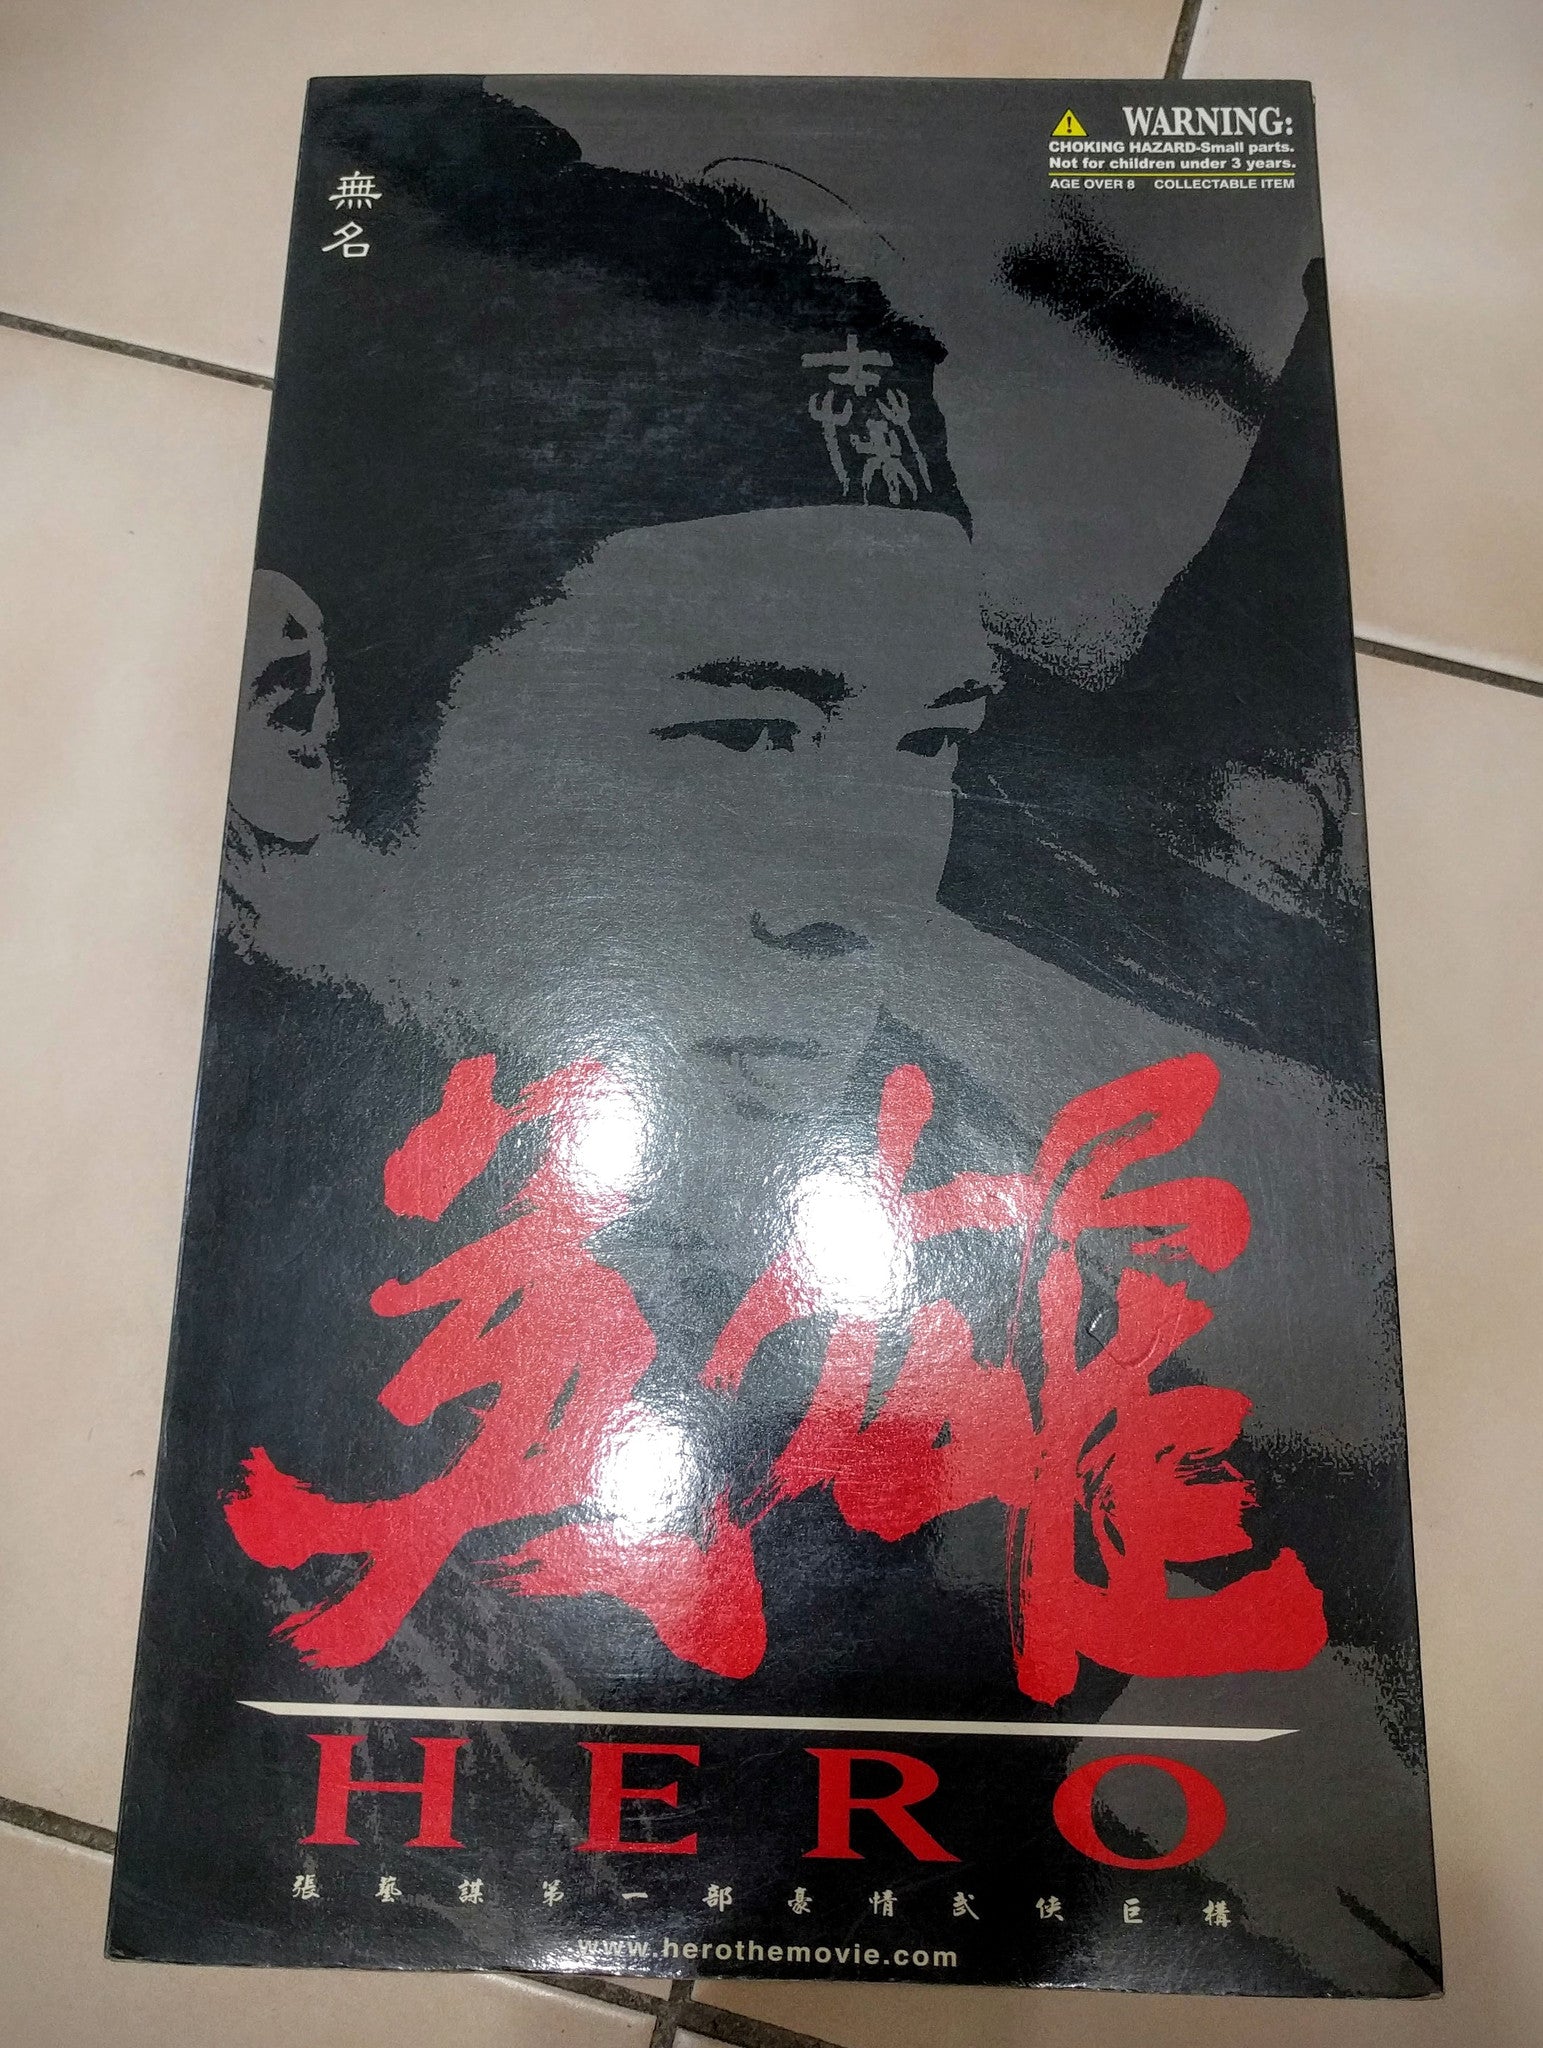 WARNING:
CHOKING HAZARD-Small parts.
Not for children under 3 years.
AGE OVER 8 COLLECTABLE ITEM
無名
英雄
HERO
張藝謀第一部豪情武俠巨構
www.herothemovie.com